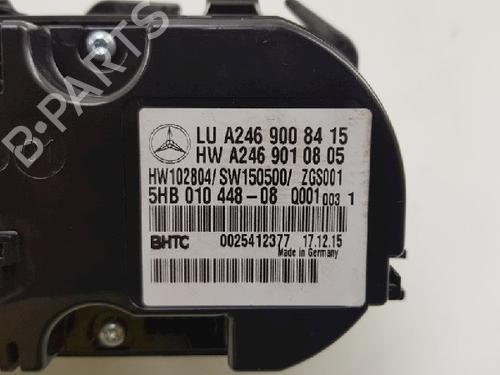 B-PARTS
LU A246 900 84 15
HW A246 901 08 05
HW102804/SW150500/ ZGS001
5HB 010 448-08 Q001 003 1
BHTC 0025412377 17.12.15
Made in Germany